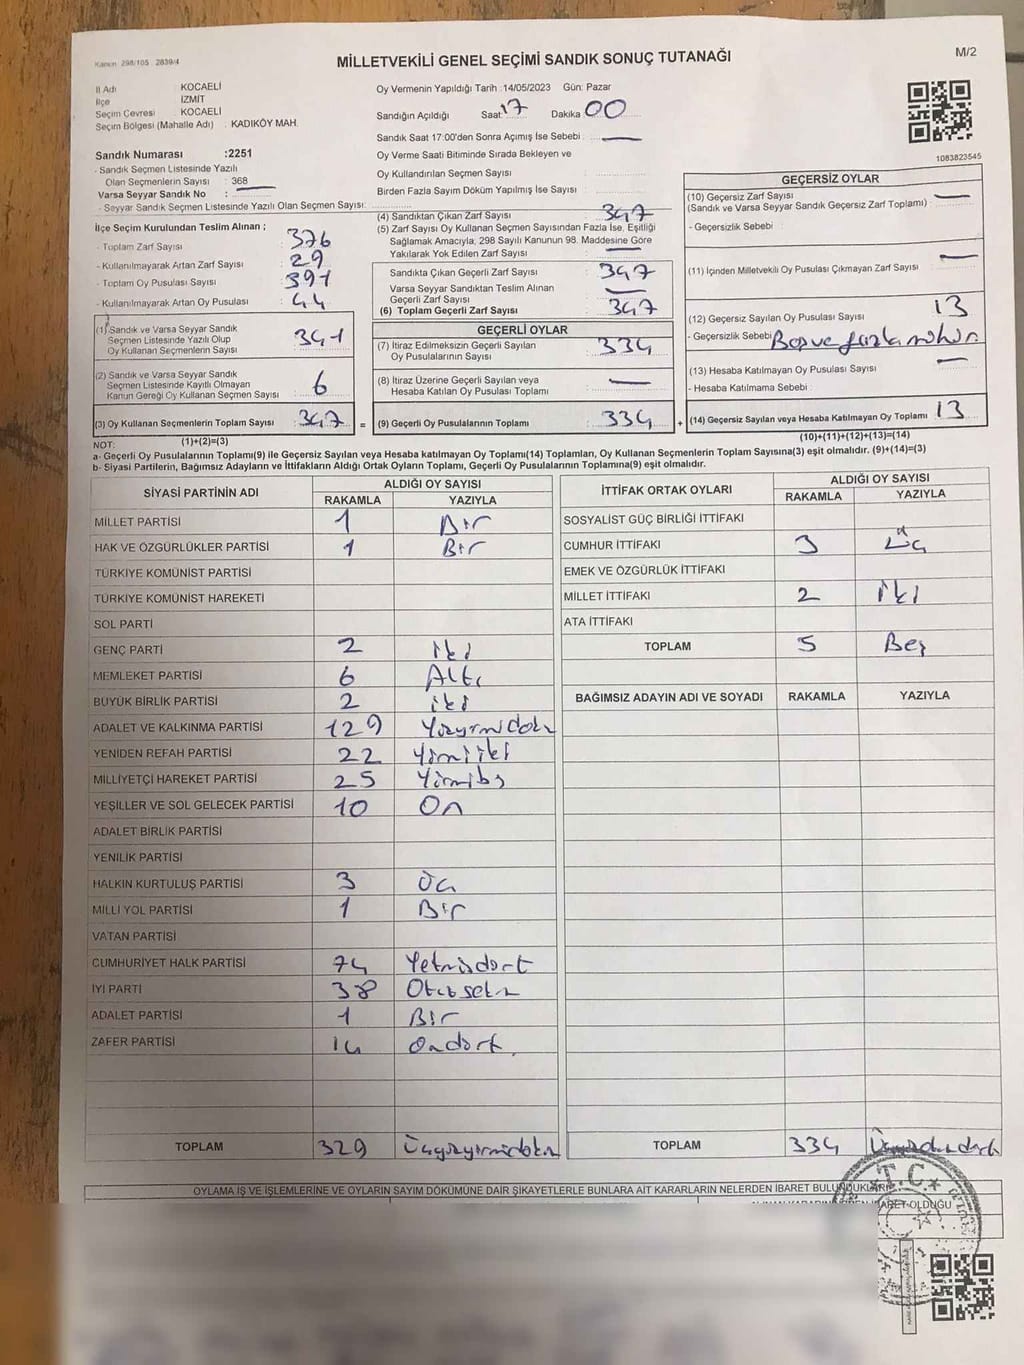 Kanun 298/105 . 2839/4
MİLLETVEKİLİ GENEL SEÇİMİ SANDIK SONUÇ TUTANAĞI
M/2
İl Adı KOCAELİ
İlçe İZMİT
Seçim Çevresi : KOCAELİ
Seçim Bölgesi (Mahalle Adı) : KADIKÖY MAH.
Sandık Numarası :2251
- Sandık Seçmen Listesinde Yazılı
Olan Seçmenlerin Sayısı : 368
Varsa Seyyar Sandık No :
- Seyyar Sandık Seçmen Listesinde Yazılı Olan Seçmen Sayısı:
Oy Vermenin Yapıldığı Tarih : 14/05/2023 Gün: Pazar
Sandığın Açıldığı Saat 17 Dakika 00
Sandık Saat 17:00'den Sonra Açımış İse Sebebi : —
Oy Verme Saati Bitiminde Sırada Bekleyen ve
Oy Kullandırılan Seçmen Sayısı :
Birden Fazla Sayım Döküm Yapılmış İse Sayısı :
1083823545
İlçe Seçim Kurulundan Teslim Alınan ;
- Toplam Zarf Sayısı : 376
- Kullanılmayarak Artan Zarf Sayısı : 29
- Toplam Oy Pusulası Sayısı : 391
- Kullanılmayarak Artan Oy Pusulası : 44
(1) Sandık ve Varsa Seyyar Sandık
Seçmen Listesinde Yazılı Olup
Oy Kullanan Seçmenlerin Sayısı : 341
(2) Sandık ve Varsa Seyyar Sandık
Seçmen Listesinde Kayıtlı Olmayan
Kanun Gereği Oy Kullanan Seçmen Sayısı : 6
(3) Oy Kullanan Seçmenlerin Toplam Sayısı : 347
(4) Sandıktan Çıkan Zarf Sayısı : 347
(5) Zarf Sayısı Oy Kullanan Seçmen Sayısından Fazla İse, Eşitliği
Sağlamak Amacıyla, 298 Sayılı Kanunun 98. Maddesine Göre
Yakılarak Yok Edilen Zarf Sayısı : —
Sandıkta Çıkan Geçerli Zarf Sayısı : 347
Varsa Seyyar Sandıktan Teslim Alınan
Geçerli Zarf Sayısı : —
(6) Toplam Geçerli Zarf Sayısı : 347
GEÇERLİ OYLAR
(7) İtiraz Edilmeksizin Geçerli Sayılan
Oy Pusulalarının Sayısı : 334
(8) İtiraz Üzerine Geçerli Sayılan veya
Hesaba Katılan Oy Pusulası Toplamı : —
= (9) Geçerli Oy Pusulalarının Toplamı : 334 +
GEÇERSİZ OYLAR
(10) Geçersiz Zarf Sayısı —
(Sandık ve Varsa Seyyar Sandık Geçersiz Zarf Toplamı) :
- Geçersizlik Sebebi :
(11) İçinden Milletvekili Oy Pusulası Çıkmayan Zarf Sayısı : —
(12) Geçersiz Sayılan Oy Pusulası Sayısı : 13
- Geçersizlik Sebebi : Boş ve fazla mühür
(13) Hesaba Katılmayan Oy Pusulası Sayısı : —
- Hesaba Katılmama Sebebi :
(14) Geçersiz Sayılan veya Hesaba Katılmayan Oy Toplamı : 13
NOT: (1)+(2)=(3) (10)+(11)+(12)+(13)=(14)
a- Geçerli Oy Pusulalarının Toplamı(9) ile Geçersiz Sayılan veya Hesaba katılmayan Oy Toplamı(14) Toplamları, Oy Kullanan Seçmenlerin Toplam Sayısına(3) eşit olmalıdır. (9)+(14)=(3)
b- Siyasi Partilerin, Bağımsız Adayların ve İttifakların Aldığı Ortak Oyların Toplamı, Geçerli Oy Pusulalarının Toplamına(9) eşit olmalıdır.
SİYASİ PARTİNİN ADI ALDIĞI OY SAYISI
RAKAMLA YAZIYLA
MİLLET PARTİSİ 1 Bir
HAK VE ÖZGÜRLÜKLER PARTİSİ 1 Bir
TÜRKİYE KOMÜNİST PARTİSİ
TÜRKİYE KOMÜNİST HAREKETİ
SOL PARTİ
GENÇ PARTİ 2 iki
MEMLEKET PARTİSİ 6 Altı
BÜYÜK BİRLİK PARTİSİ 2 iki
ADALET VE KALKINMA PARTİSİ 129 Yüzyirmidokuz
YENİDEN REFAH PARTİSİ 22 Yirmiiki
MİLLİYETÇİ HAREKET PARTİSİ 25 Yirmibeş
YEŞİLLER VE SOL GELECEK PARTİSİ 10 On
ADALET BİRLİK PARTİSİ
YENİLİK PARTİSİ
HALKIN KURTULUŞ PARTİSİ 3 Üç
MİLLİ YOL PARTİSİ 1 Bir
VATAN PARTİSİ
CUMHURİYET HALK PARTİSİ 74 Yetmişdört
İYİ PARTİ 38 Otuzsekiz
ADALET PARTİSİ 1 Bir
ZAFER PARTİSİ 14 Ondört
TOPLAM 329 Üçyüzyirmidokuz
İTTİFAK ORTAK OYLARI ALDIĞI OY SAYISI
RAKAMLA YAZIYLA
SOSYALİST GÜÇ BİRLİĞİ İTTİFAKI
CUMHUR İTTİFAKI 3 Üç
EMEK VE ÖZGÜRLÜK İTTİFAKI
MİLLET İTTİFAKI 2 iki
ATA İTTİFAKI
TOPLAM 5 Beş
BAĞIMSIZ ADAYIN ADI VE SOYADI RAKAMLA YAZIYLA
TOPLAM 334 Üçyüzotuzdört
OYLAMA İŞ VE İŞLEMLERİNE VE OYLARIN SAYIM DÖKÜMÜNE DAİR ŞİKAYETLERLE BUNLARA AİT KARARLARIN NELERDEN İBARET BULUNDUKLARI
İBARET OLDUĞU
T.C.